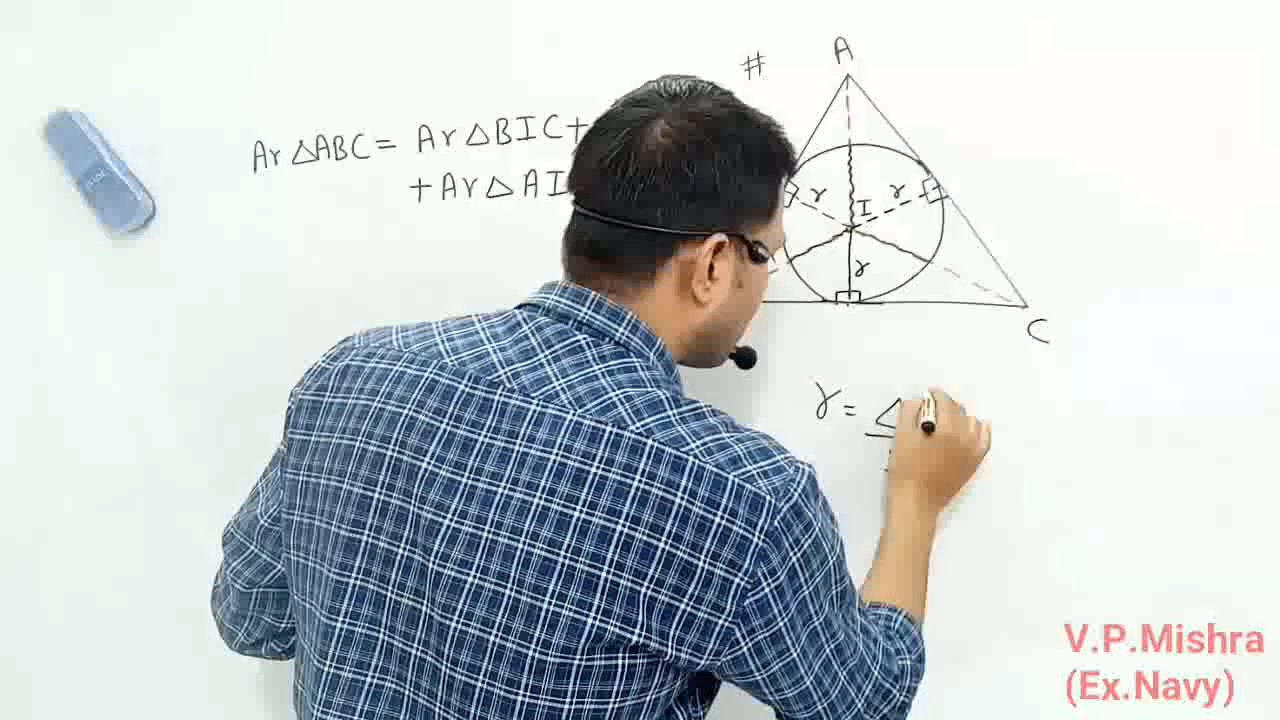 #
A
Ar △ABC = Ar △BIC +
+ Ar △ AI
r
r
I
r
C
r = △
V.P.Mishra
(Ex.Navy)